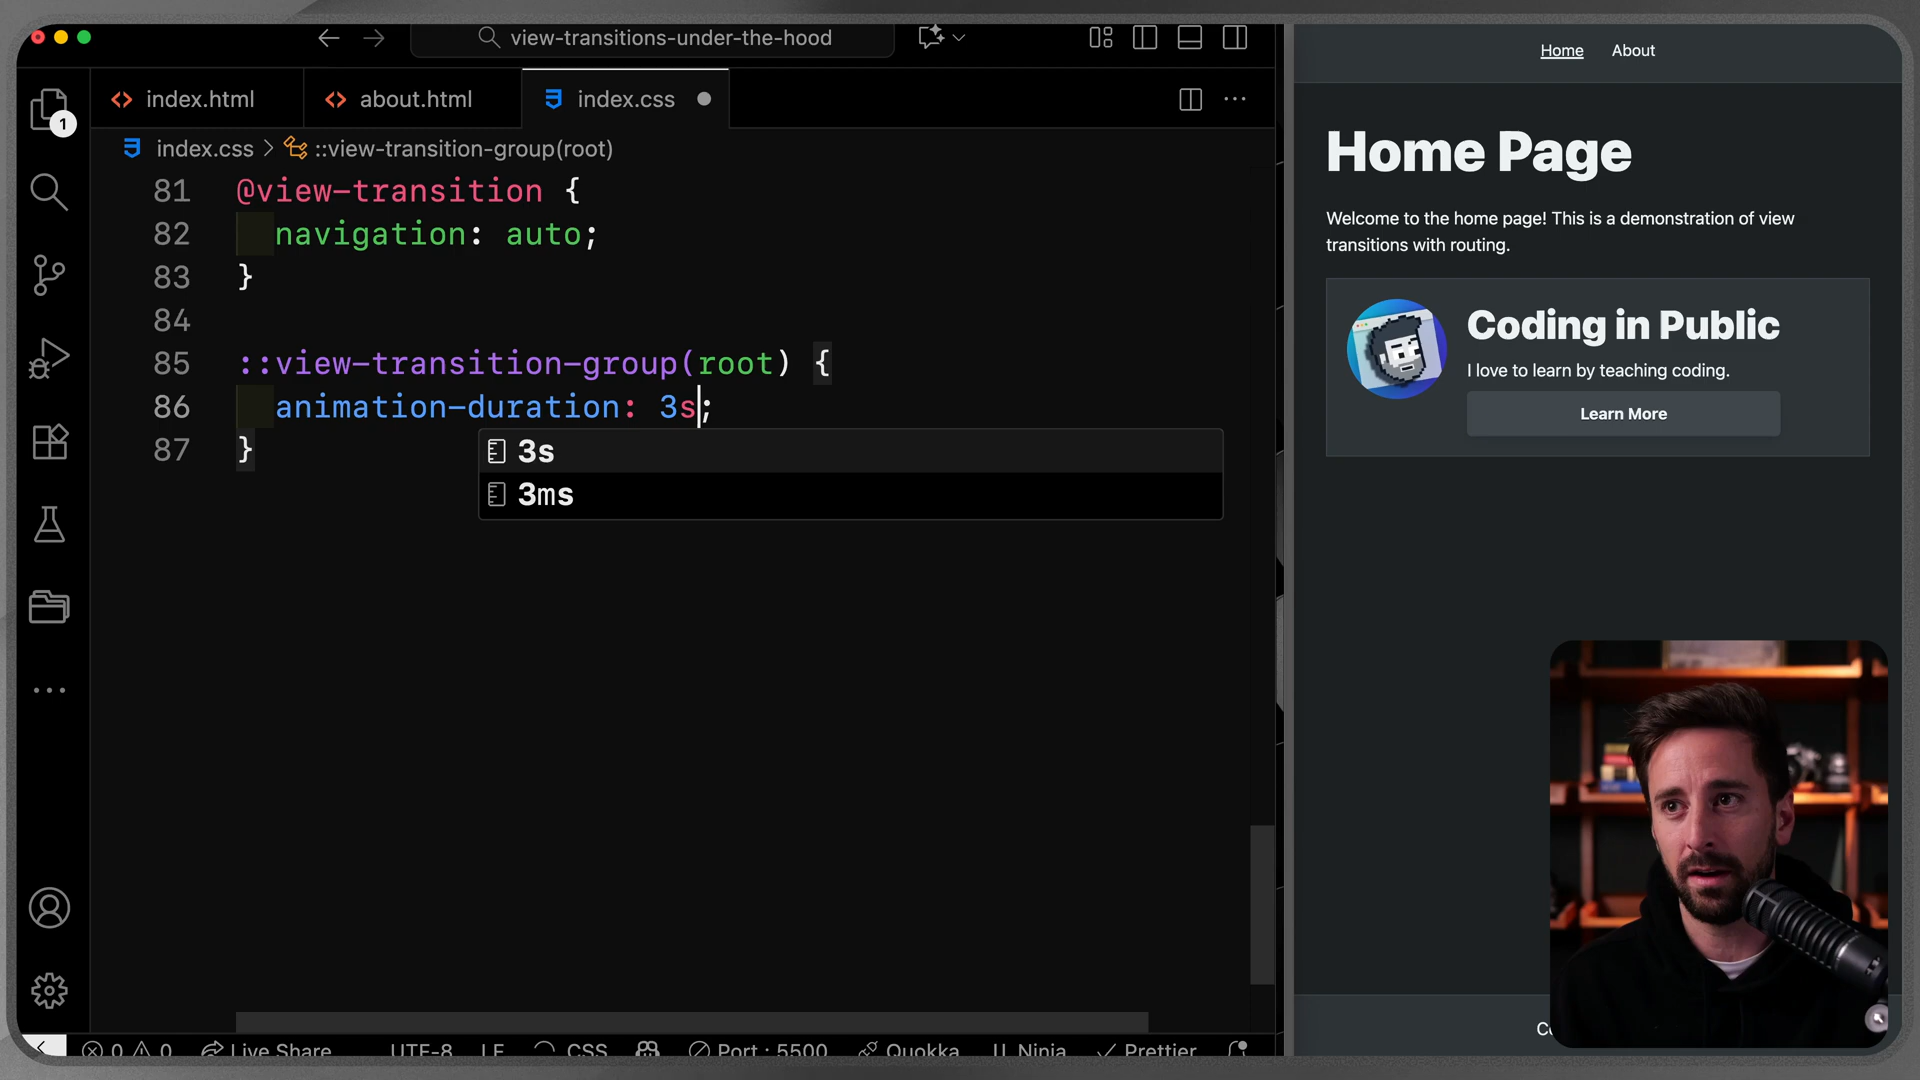 view-transitions-under-the-hood
index.html
about.html
index.css
1
index.css > ::view-transition-group(root)
81 @view-transition {
82 navigation: auto;
83 }
84
85 ::view-transition-group(root) {
86 animation-duration: 3s;
87 }
3s
3ms
0 0 Live Share UTF-8 LF CSS Port : 5500 Quokka Ninja Prettier
Home About
Home Page
Welcome to the home page! This is a demonstration of view
transitions with routing.
Coding in Public
I love to learn by teaching coding.
Learn More